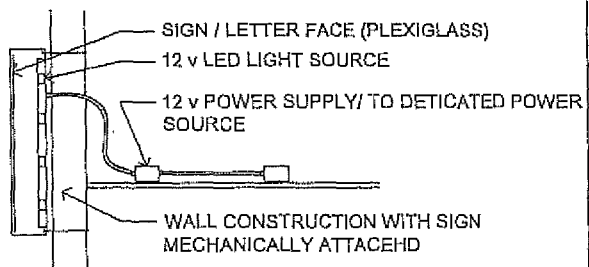 SIGN / LETTER FACE (PLEXIGLASS)
12 v LED LIGHT SOURCE
12 v POWER SUPPLY/ TO DETICATED POWER
SOURCE
WALL CONSTRUCTION WITH SIGN
MECHANICALLY ATTACEHD